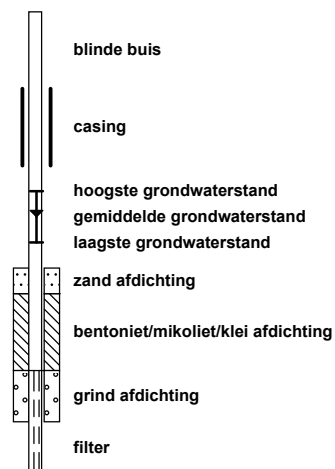 blinde buis
casing
hoogste grondwaterstand
gemiddelde grondwaterstand
laagste grondwaterstand
zand afdichting
bentoniet/mikoliet/klei afdichting
grind afdichting
filter